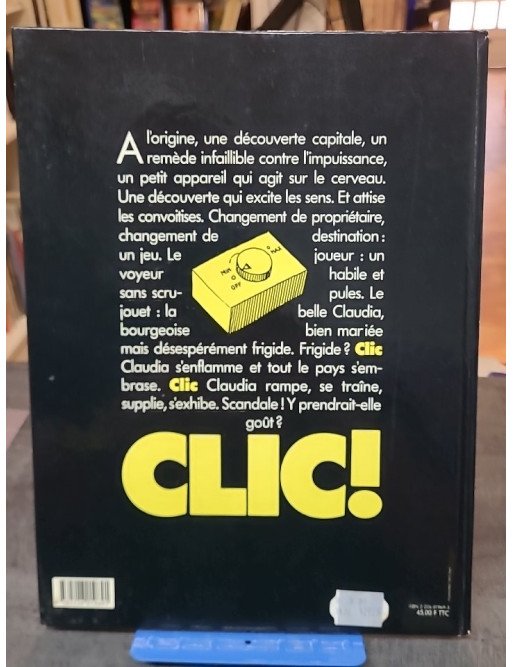 A l'origine, une découverte capitale, un
remède infaillible contre l'impuissance,
un petit appareil qui agit sur le cerveau.
Une découverte qui excite les sens. Et attise
les convoitises. Changement de propriétaire,
changement de destination :
un jeu. Le joueur : un
voyeur habile et
sans scru- pules. Le
jouet : la belle Claudia,
bourgeoise bien mariée
mais désespérément frigide. Frigide ? Clic
Claudia s'enflamme et tout le pays s'em-
brase. Clic Claudia rampe, se traîne,
supplie, s'exhibe. Scandale ! Y prendrait-elle
goût ?
MIN MAX
OFF
CLIC!
ISBN
45,00 F TTC